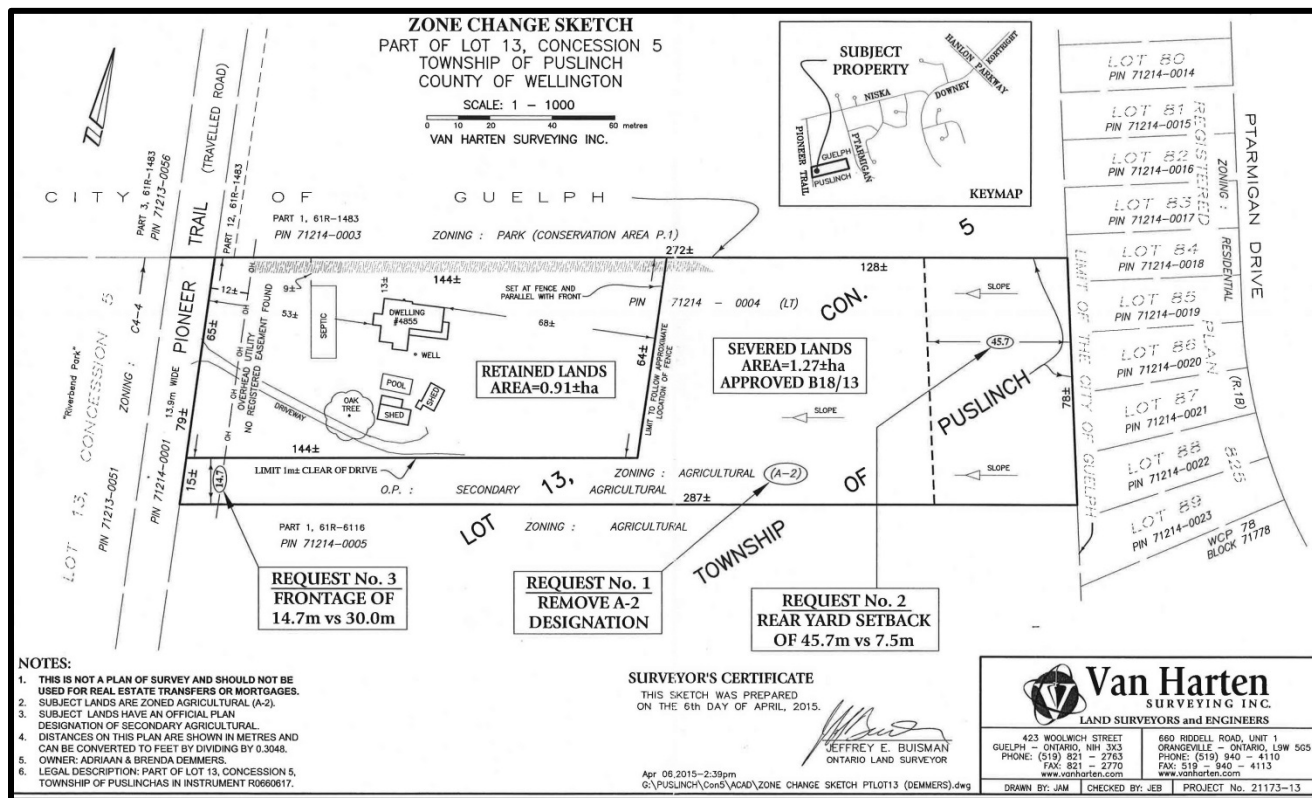 ZONE CHANGE SKETCH
PART OF LOT 13, CONCESSION 5
TOWNSHIP OF PUSLINCH
COUNTY OF WELLINGTON
SCALE: 1 – 1000
0 10 20 40 60 metres
VAN HARTEN SURVEYING INC.
SUBJECT
PROPERTY
HANLON PARKWAY
KORTRIGHT
NISKA
DOWNEY
PIONEER TRAIL
PTARMIGAN
GUELPH
PUSLINCH
KEYMAP
N
CITY OF GUELPH
PART 3, 61R-1483
PIN 71213-0056
PIONEER TRAIL (TRAVELLED ROAD)
PART 12, 61R-1483
PART 1, 61R-1483
PIN 71214-0003
ZONING : PARK (CONSERVATION AREA P.1)
272±
LOT 80
PIN 71214-0014
LOT 81
PIN 71214-0015
LOT 82
PIN 71214-0016
LOT 83
PIN 71214-0017
LOT 84
PIN 71214-0018
LOT 85
PIN 71214-0019
LOT 86
PIN 71214-0020
LOT 87
PIN 71214-0021
LOT 88
PIN 71214-0022
LOT 89
PIN 71214-0023
REGISTERED PLAN 825
ZONING : RESIDENTIAL (R.1B)
PTARMIGAN DRIVE
WCP 78
BLOCK 71778
LIMIT OF THE CITY OF GUELPH
LOT 13, CONCESSION 5
"Riverbend Park"
ZONING : C4-4
PIN 71213-0051
PIN 71214-0001
13.9m WIDE
79±
65±
15±
14.7
12±
OH OH OH OH OH OH
OVERHEAD UTILITY
NO REGISTERED EASEMENT FOUND
9±
53±
SEPTIC
13±
144±
DWELLING
#4855
WELL
68±
SET AT FENCE AND
PARALLEL WITH FRONT
POOL
SHED
SHED
OAK
TREE
DRIVEWAY
RETAINED LANDS
AREA=0.91±ha
64±
LIMIT TO FOLLOW APPROXIMATE
LOCATION OF FENCE
144±
LIMIT 1m± CLEAR OF DRIVE
PIN 71214 - 0004 (LT)
128±
CON. 5
SLOPE
45.7
SEVERED LANDS
AREA=1.27±ha
APPROVED B18/13
SLOPE
SLOPE
78±
ZONING : AGRICULTURAL (A-2)
O.P. : SECONDARY AGRICULTURAL
287±
LOT 13,
TOWNSHIP OF PUSLINCH
PART 1, 61R-6116
PIN 71214-0005
ZONING : AGRICULTURAL
REQUEST No. 3
FRONTAGE OF
14.7m vs 30.0m
REQUEST No. 1
REMOVE A-2
DESIGNATION
REQUEST No. 2
REAR YARD SETBACK
OF 45.7m vs 7.5m
NOTES:
1. THIS IS NOT A PLAN OF SURVEY AND SHOULD NOT BE
USED FOR REAL ESTATE TRANSFERS OR MORTGAGES.
2. SUBJECT LANDS ARE ZONED AGRICULTURAL (A-2).
3. SUBJECT LANDS HAVE AN OFFICIAL PLAN
DESIGNATION OF SECONDARY AGRICULTURAL.
4. DISTANCES ON THIS PLAN ARE SHOWN IN METRES AND
CAN BE CONVERTED TO FEET BY DIVIDING BY 0.3048.
5. OWNER: ADRIAAN & BRENDA DEMMERS.
6. LEGAL DESCRIPTION: PART OF LOT 13, CONCESSION 5,
TOWNSHIP OF PUSLINCHAS IN INSTRUMENT R0660617.
SURVEYOR'S CERTIFICATE
THIS SKETCH WAS PREPARED
ON THE 6th DAY OF APRIL, 2015.
JEFFREY E. BUISMAN
ONTARIO LAND SURVEYOR
Apr 06,2015-2:39pm
G:\PUSLINCH\Con5\ACAD\ZONE CHANGE SKETCH PTLOT13 (DEMMERS).dwg
Van Harten
SURVEYING INC.
LAND SURVEYORS and ENGINEERS
423 WOOLWICH STREET
GUELPH – ONTARIO, N1H 3X3
PHONE: (519) 821 – 2763
FAX: 821 – 2770
www.vanharten.com
660 RIDDELL ROAD, UNIT 1
ORANGEVILLE – ONTARIO, L9W 5G5
PHONE: (519) 940 – 4110
FAX: 519 – 940 – 4113
www.vanharten.com
DRAWN BY: JAM
CHECKED BY: JEB
PROJECT No. 21173-13